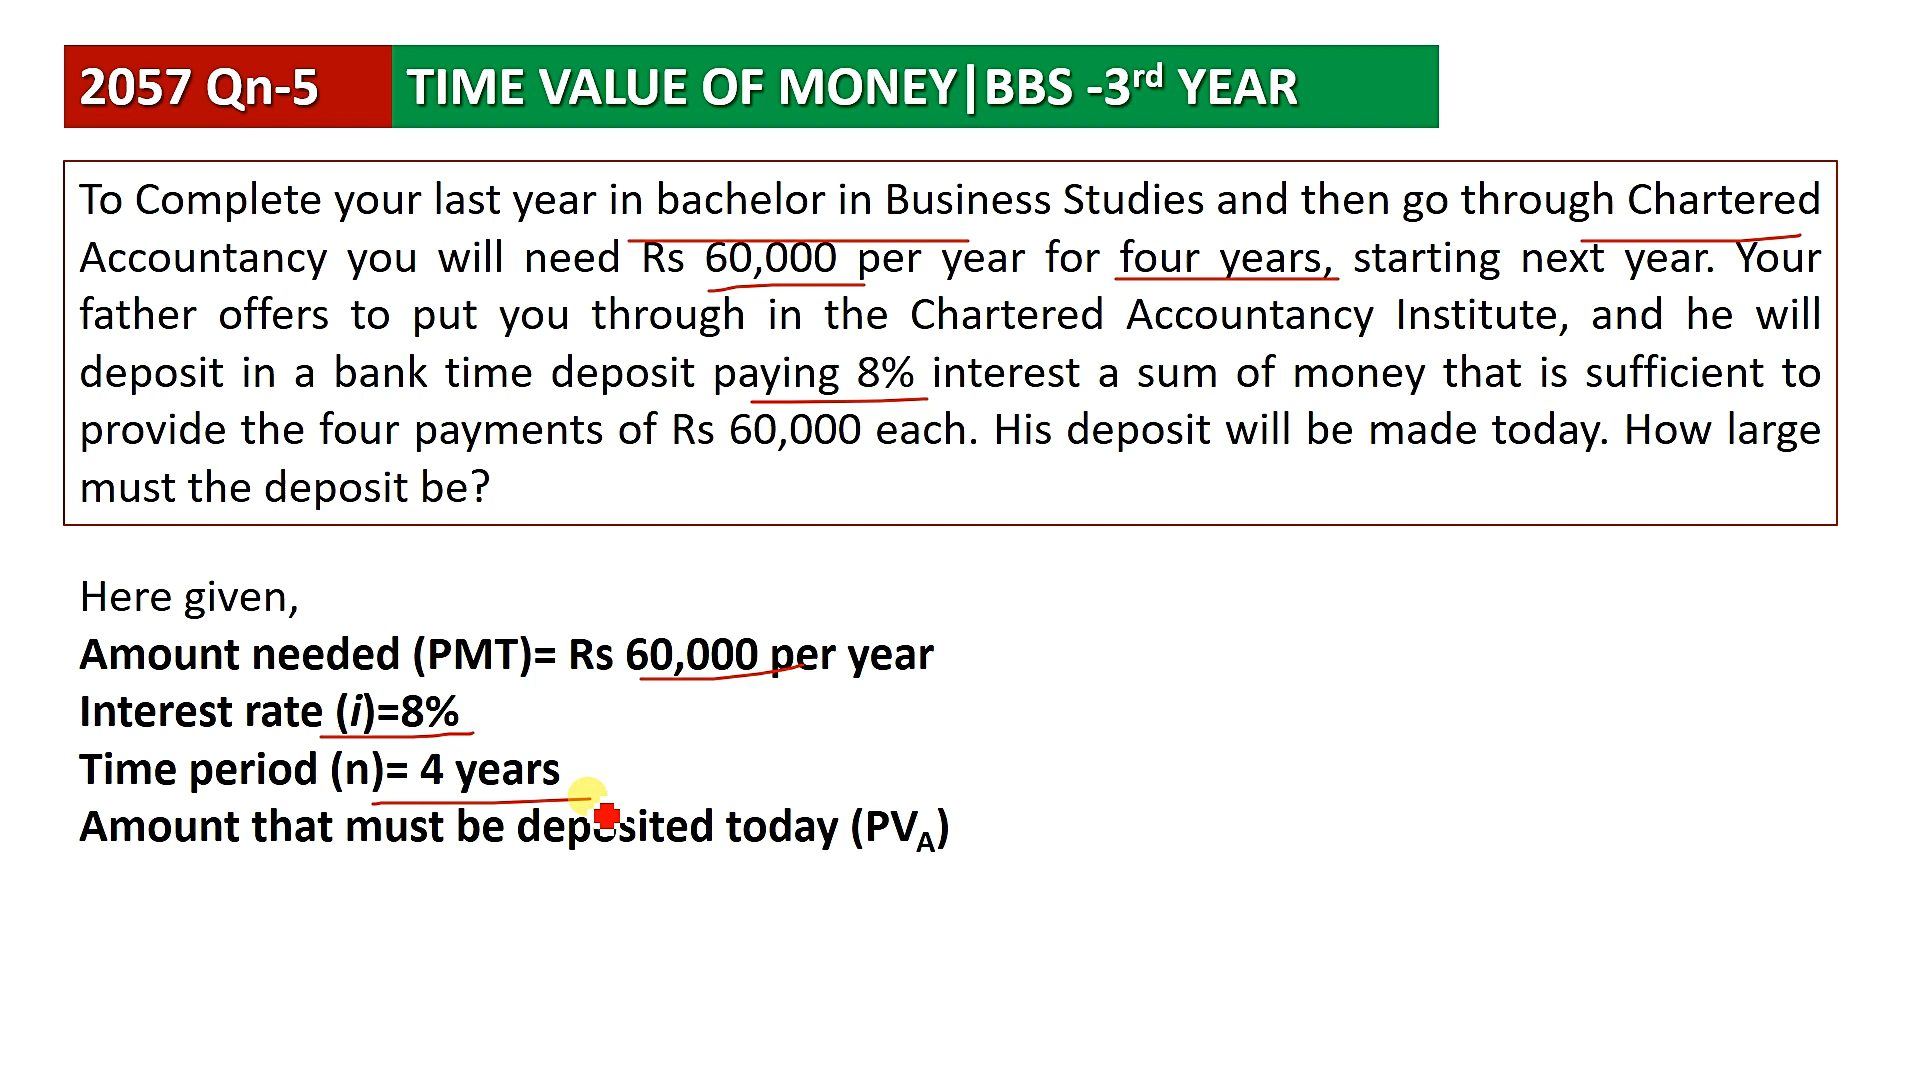 2057 Qn-5 TIME VALUE OF MONEY|BBS -3rd YEAR
To Complete your last year in bachelor in Business Studies and then go through Chartered
Accountancy you will need Rs 60,000 per year for four years, starting next year. Your
father offers to put you through in the Chartered Accountancy Institute, and he will
deposit in a bank time deposit paying 8% interest a sum of money that is sufficient to
provide the four payments of Rs 60,000 each. His deposit will be made today. How large
must the deposit be?
Here given,
Amount needed (PMT)= Rs 60,000 per year
Interest rate (i)=8%
Time period (n)= 4 years
Amount that must be deposited today (PVA)